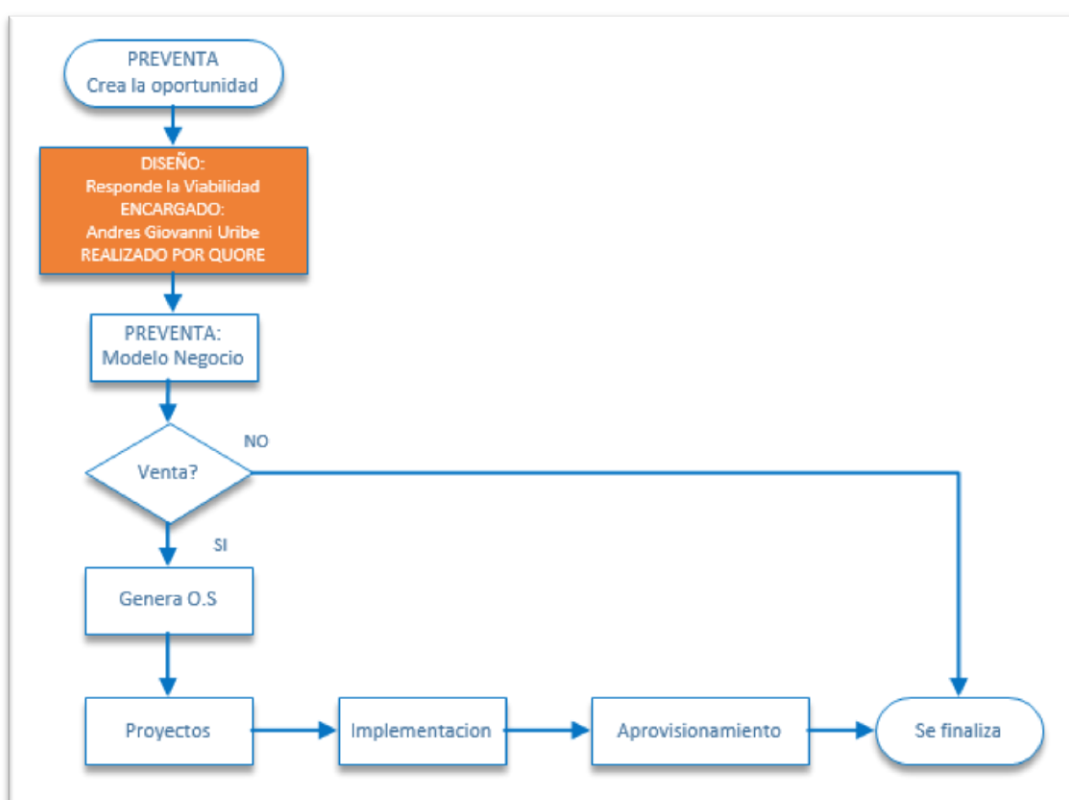 PREVENTA
Crea la oportunidad
DISEÑO:
Responde la Viabilidad
ENCARGADO:
Andres Giovanni Uribe
REALIZADO POR QUORE
PREVENTA:
Modelo Negocio
NO
Venta?
SI
Genera O.S
Proyectos
Implementacion
Aprovisionamiento
Se finaliza